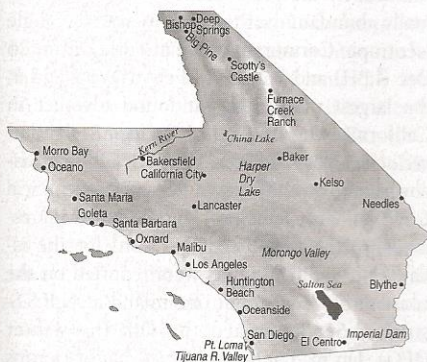 Bishop
Deep
Springs
Big Pine
Scotty's
Castle
Furnace
Creek
Ranch
Kern River
China Lake
Morro Bay
Oceano
Bakersfield
California City
Harper
Dry
Lake
Baker
Kelso
Santa Maria
Lancaster
Needles
Goleta
Santa Barbara
Oxnard
Malibu
Morongo Valley
Los Angeles
Huntington
Beach
Salton Sea
Blythe
Oceanside
Pt. Loma
San Diego
El Centro
Imperial Dam
Tijuana R. Valley